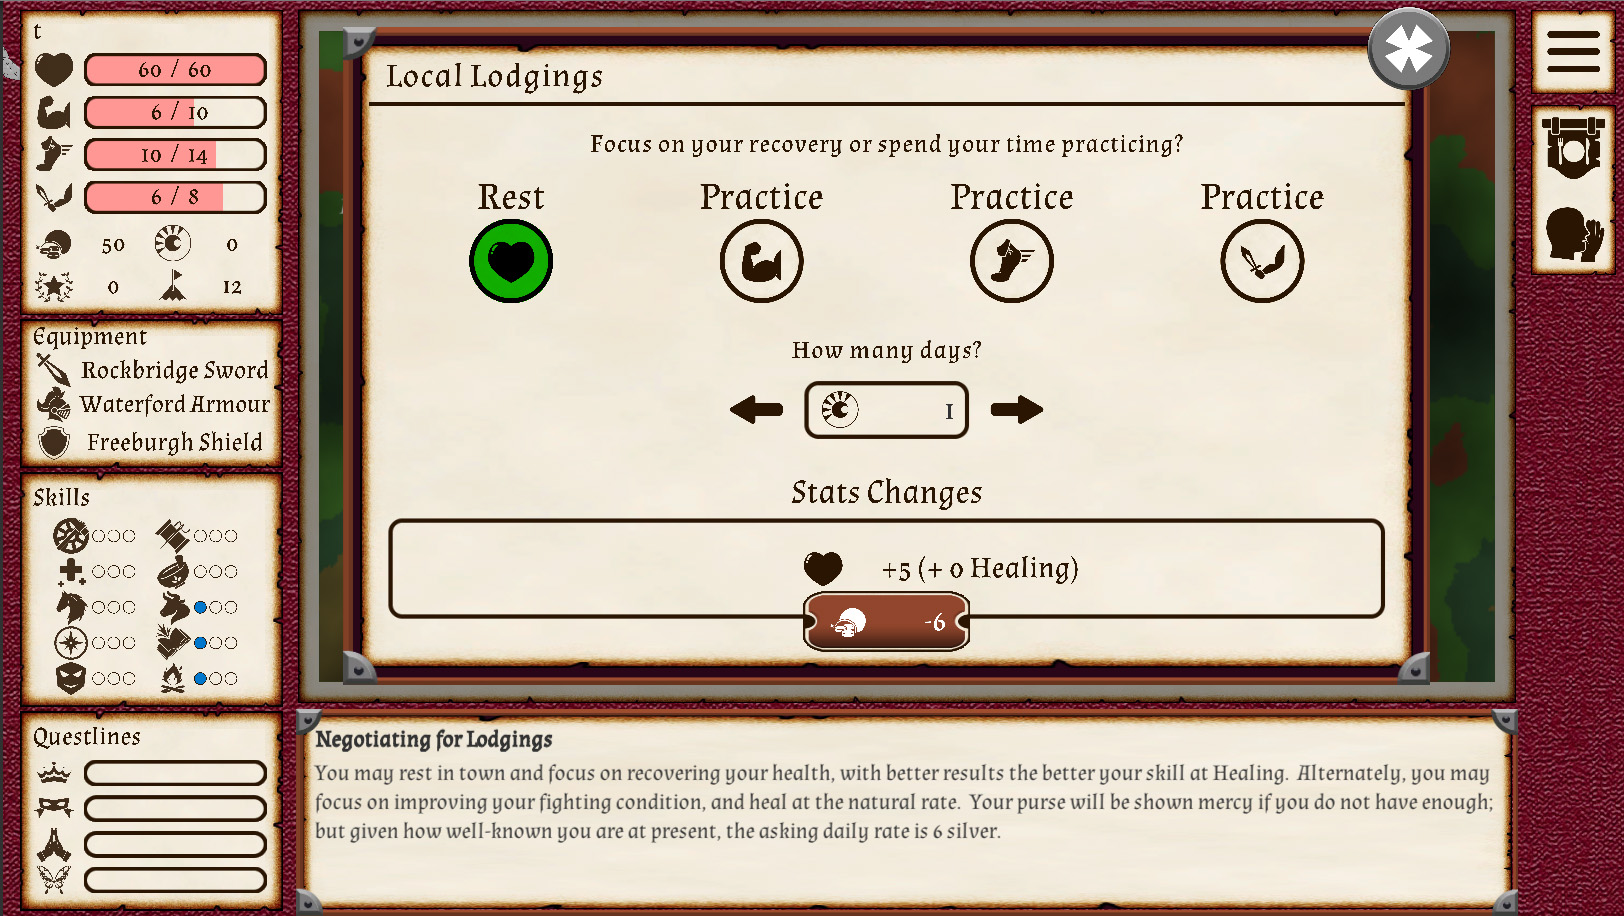 t
60 / 60
6 / 10
10 / 14
6 / 8
50 0
0 12
Equipment
Rockbridge Sword
Waterford Armour
Freeburgh Shield
Skills
Questlines
Local Lodgings
Focus on your recovery or spend your time practicing?
Rest Practice Practice Practice
How many days?
1
Stats Changes
+5 (+ 0 Healing)
-6
Negotiating for Lodgings
You may rest in town and focus on recovering your health, with better results the better your skill at Healing. Alternately, you may
focus on improving your fighting condition, and heal at the natural rate. Your purse will be shown mercy if you do not have enough;
but given how well-known you are at present, the asking daily rate is 6 silver.